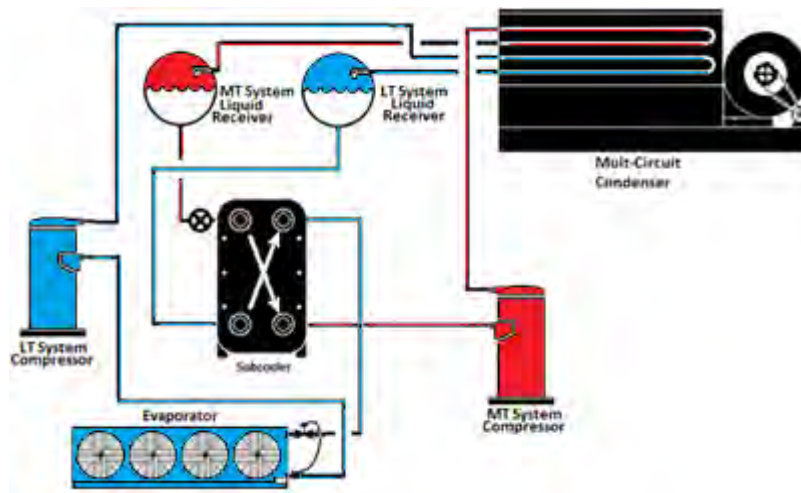 MT System
Liquid
Receiver
LT System
Liquid
Receiver
Mult-Circuit
Condenser
LT System
Compressor
Subcooler
MT System
Compressor
Evaporator